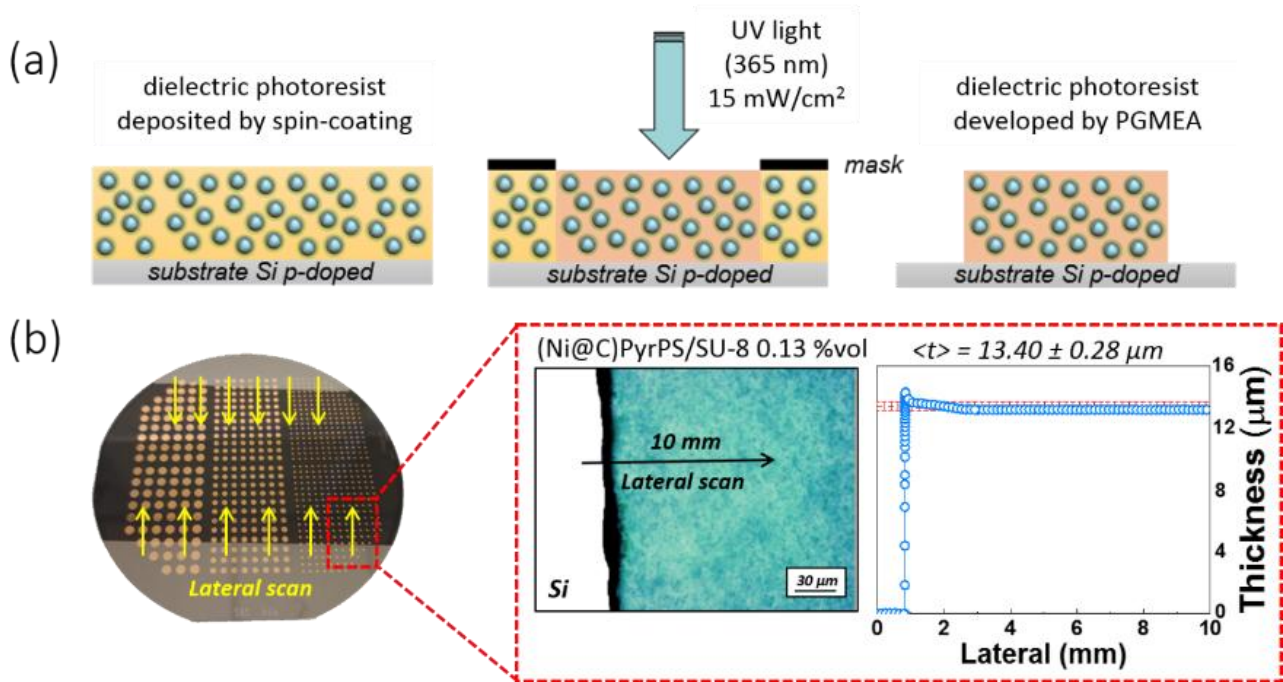 (a)
dielectric photoresist
deposited by spin-coating
substrate Si p-doped
UV light
(365 nm)
15 mW/cm²
mask
substrate Si p-doped
dielectric photoresist
developed by PGMEA
substrate Si p-doped
(b)
Lateral scan
(Ni@C)PyrPS/SU-8 0.13 %vol
10 mm
Lateral scan
Si
30 µm
<t> = 13.40 ± 0.28 µm
16
12
8
4
0
Thickness (µm)
0 2 4 6 8 10
Lateral (mm)